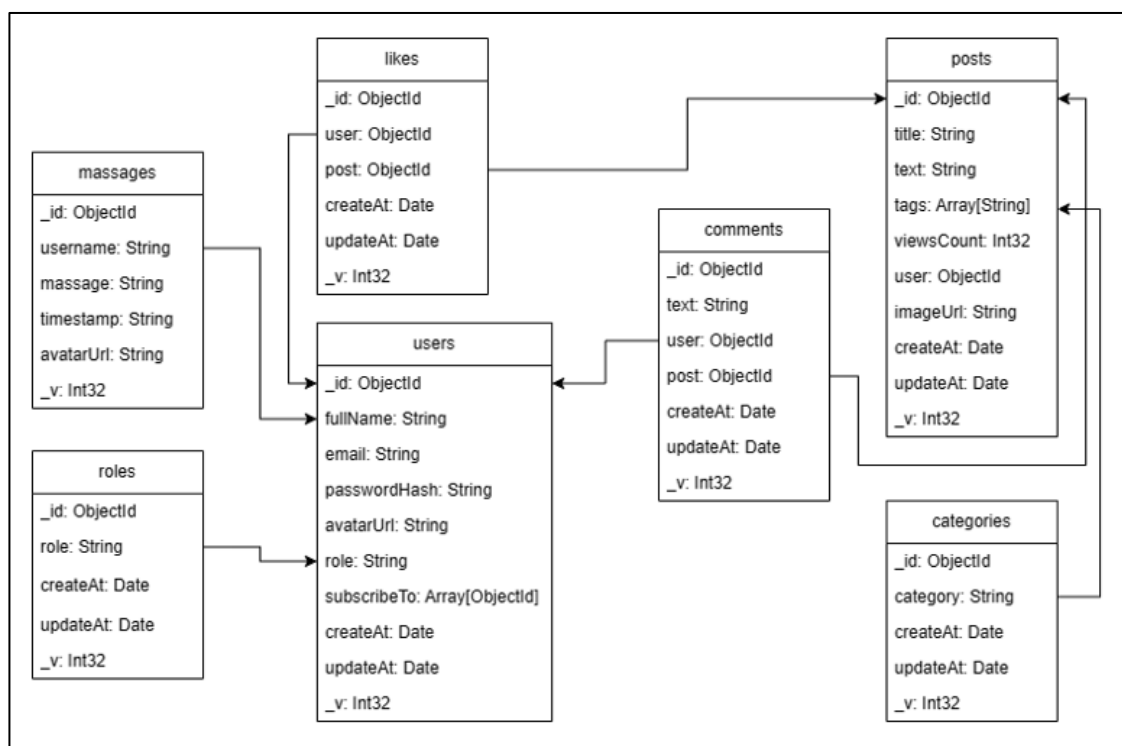 likes
_id: ObjectId
user: ObjectId
post: ObjectId
createAt: Date
updateAt: Date
_v: Int32
posts
_id: ObjectId
title: String
text: String
tags: Array[String]
viewsCount: Int32
user: ObjectId
imageUrl: String
createAt: Date
updateAt: Date
_v: Int32
massages
_id: ObjectId
username: String
massage: String
timestamp: String
avatarUrl: String
_v: Int32
comments
_id: ObjectId
text: String
user: ObjectId
post: ObjectId
createAt: Date
updateAt: Date
_v: Int32
users
_id: ObjectId
fullName: String
email: String
passwordHash: String
avatarUrl: String
role: String
subscribeTo: Array[ObjectId]
createAt: Date
updateAt: Date
_v: Int32
roles
_id: ObjectId
role: String
createAt: Date
updateAt: Date
_v: Int32
categories
_id: ObjectId
category: String
createAt: Date
updateAt: Date
_v: Int32